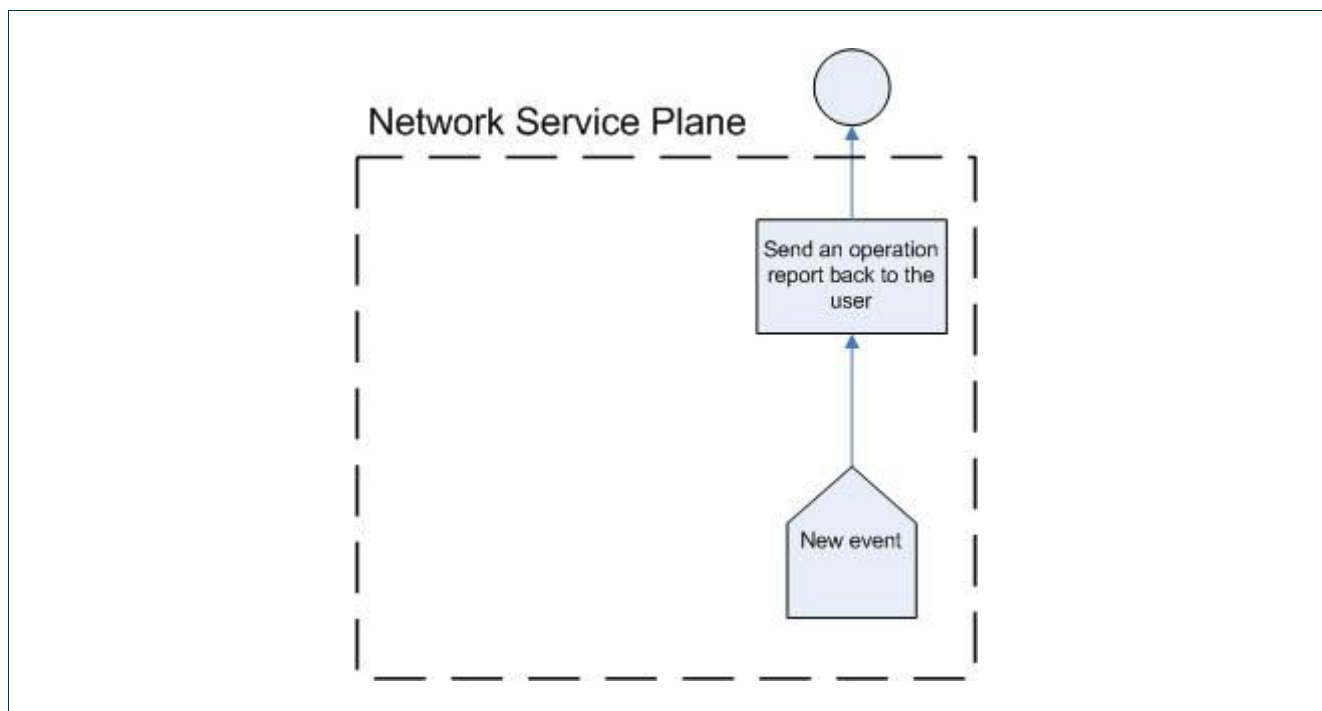 Network Service Plane
Send an operation
report back to the
user
New event